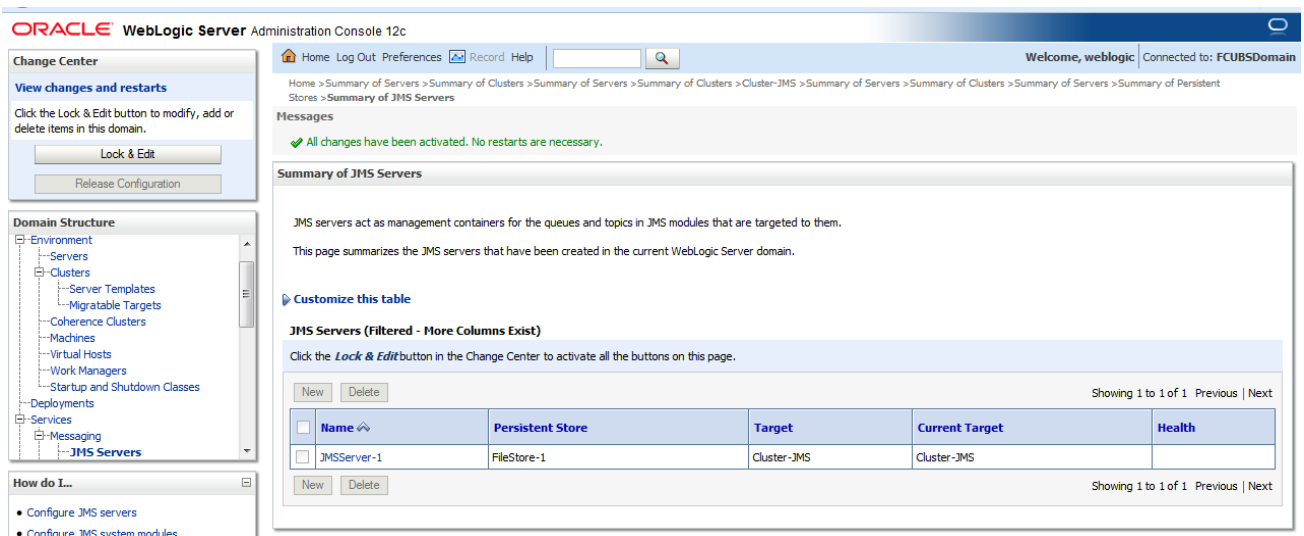 ORACLE WebLogic Server Administration Console 12c
Change Center
View changes and restarts
Click the Lock & Edit button to modify, add or
delete items in this domain.
Lock & Edit
Release Configuration
Domain Structure
Environment
Servers
Clusters
Server Templates
Migratable Targets
Coherence Clusters
Machines
Virtual Hosts
Work Managers
Startup and Shutdown Classes
Deployments
Services
Messaging
JMS Servers
How do I...
Configure JMS servers
Configure JMS system modules
Home Log Out Preferences Record Help
Welcome, weblogic Connected to: FCUBSDomain
Home >Summary of Servers >Summary of Clusters >Summary of Servers >Summary of Clusters >Cluster-JMS >Summary of Servers >Summary of Clusters >Summary of Servers >Summary of Persistent
Stores >Summary of JMS Servers
Messages
All changes have been activated. No restarts are necessary.
Summary of JMS Servers
JMS servers act as management containers for the queues and topics in JMS modules that are targeted to them.
This page summarizes the JMS servers that have been created in the current WebLogic Server domain.
Customize this table
JMS Servers (Filtered - More Columns Exist)
Click the Lock & Edit button in the Change Center to activate all the buttons on this page.
New Delete Showing 1 to 1 of 1 Previous | Next
Name Persistent Store Target Current Target Health
JMSServer-1 FileStore-1 Cluster-JMS Cluster-JMS
New Delete Showing 1 to 1 of 1 Previous | Next